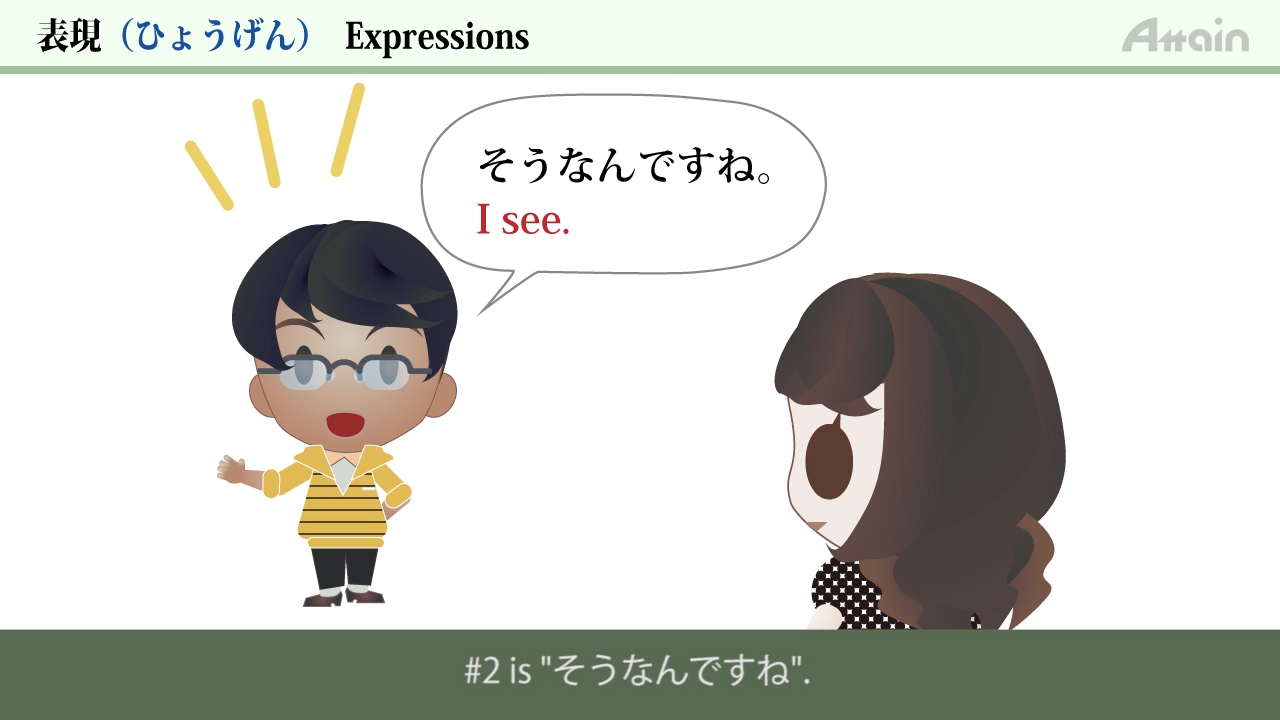 表現（ひょうげん） Expressions
Attain
そうなんですね。
I see.
#2 is "そうなんですね".